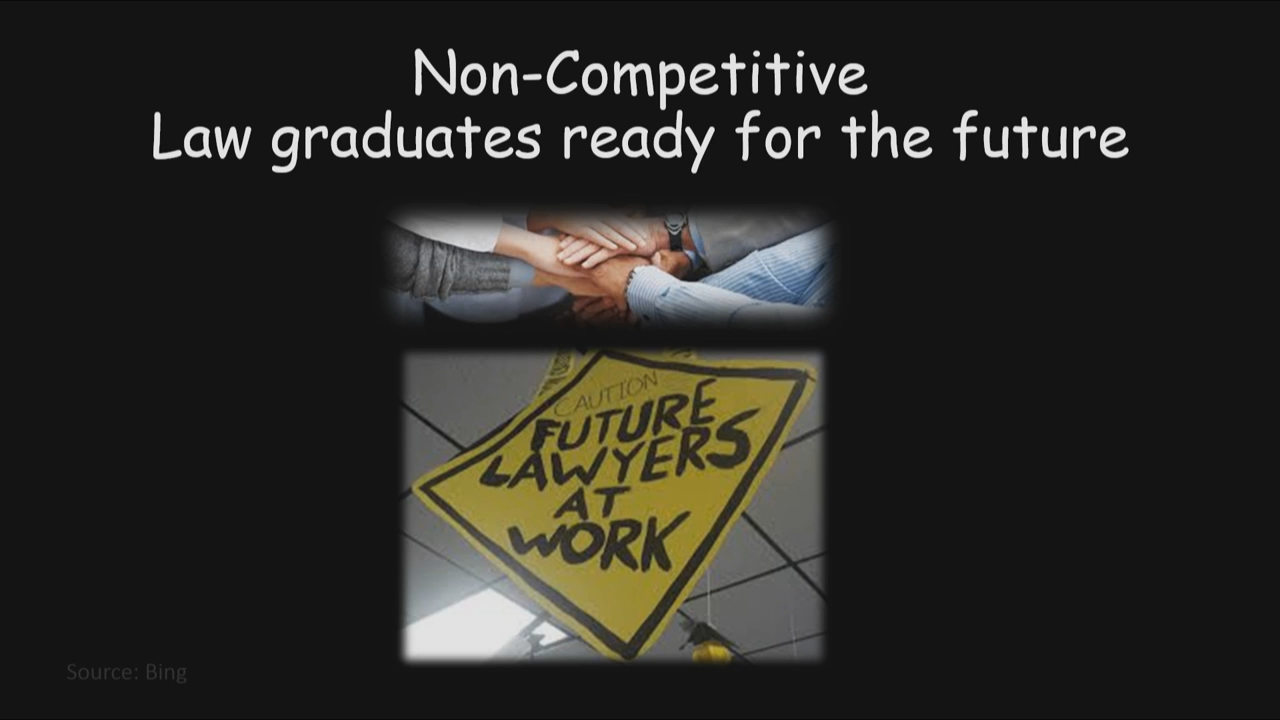 Non-Competitive
Law graduates ready for the future
CAUTION
FUTURE
LAWYERS
AT
WORK
Source: Bing